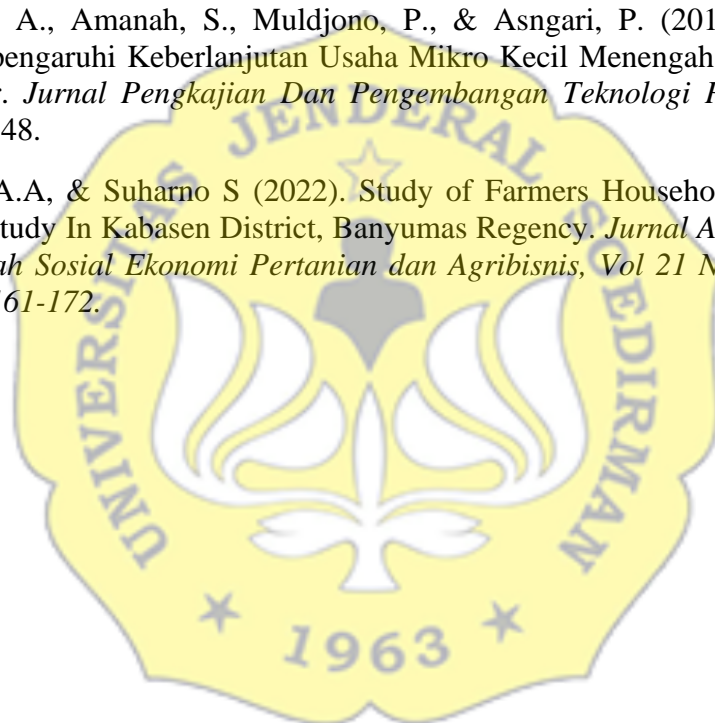 A., Amanah, S., Muldjono, P., & Asngari, P. (201
pengaruhi Keberlanjutan Usaha Mikro Kecil Menengah
Jurnal Pengkajian Dan Pengembangan Teknologi
48.
A.A, & Suharno S (2022). Study of Farmers Househo
tudy In Kabasen District, Banyumas Regency. Jurnal A
ah Sosial Ekonomi Pertanian dan Agribisnis, Vol 21 N
161-172.
UNIVERSITAS JENDERAL SOEDIRMAN
1963